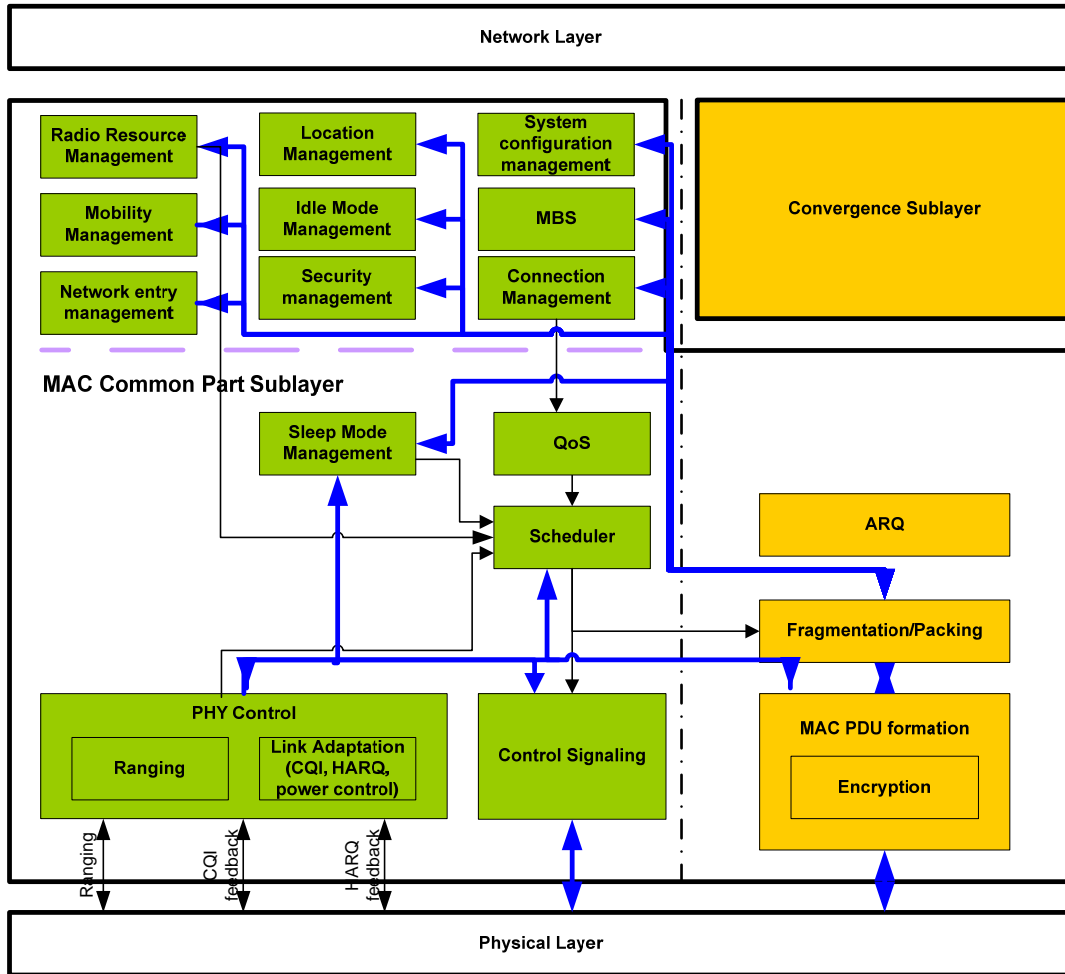 Network Layer
Radio Resource
Management
Location
Management
System
configuration
management
Convergence Sublayer
Mobility
Management
Idle Mode
Management
MBS
Network entry
management
Security
management
Connection
Management
MAC Common Part Sublayer
Sleep Mode
Management
QoS
Scheduler
ARQ
Fragmentation/Packing
PHY Control
Ranging
Link Adaptation
(CQI, HARQ,
power control)
Control Signaling
MAC PDU formation
Encryption
Ranging
CQI
feedback
HARQ
feedback
Physical Layer